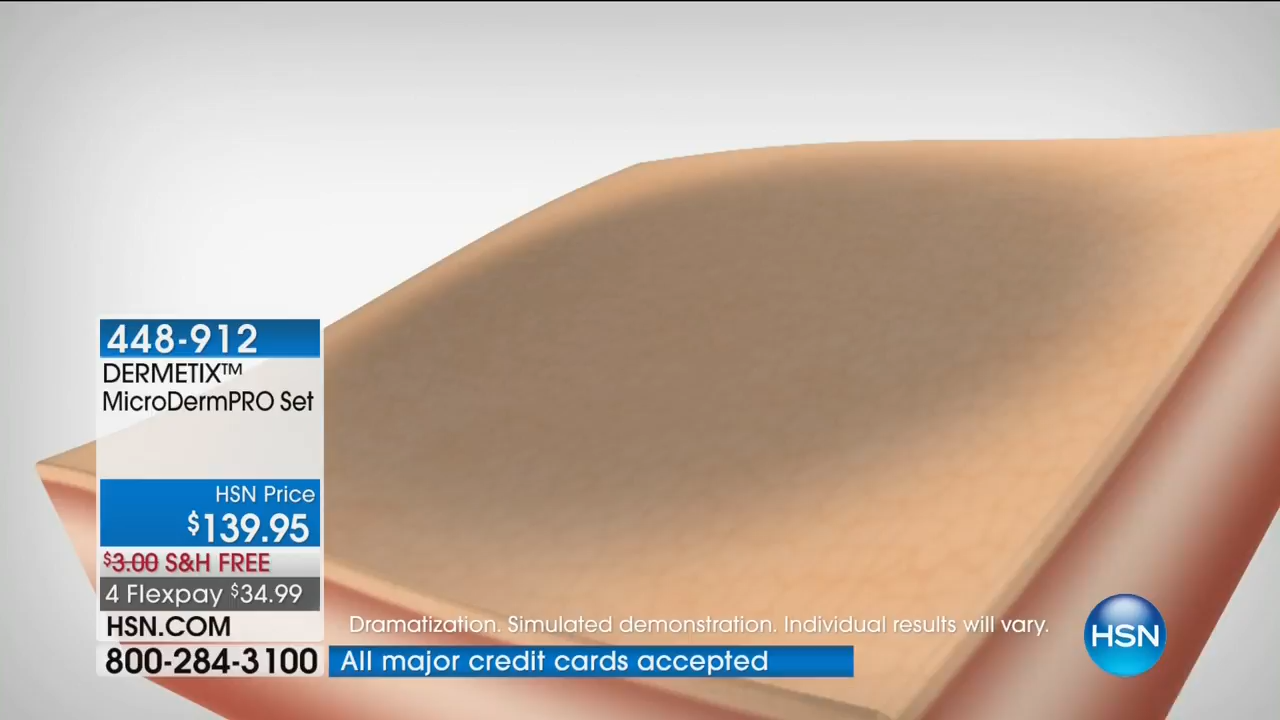 448-912
DERMETIX™
MicroDermPRO Set
HSN Price
$139.95
$3.00 S&H FREE
4 Flexpay $34.99
HSN.COM
800-284-3100
Dramatization. Simulated demonstration. Individual results will vary.
All major credit cards accepted
HSN